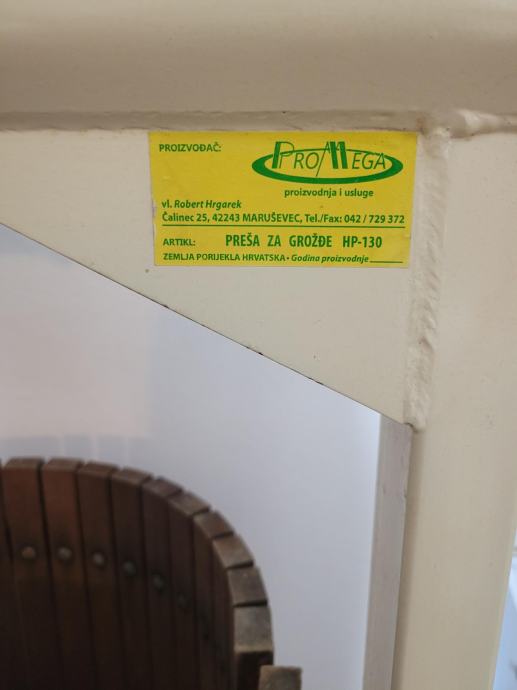 PROIZVOĐAČ:
PROMEGA
proizvodnja i usluge
vl. Robert Hrgarek
Čalinec 25, 42243 MARUŠEVEC, Tel./Fax: 042 / 729 372
ARTIKL: PREŠA ZA GROŽĐE HP-130
ZEMLJA PORIJEKLA HRVATSKA • Godina proizvodnje